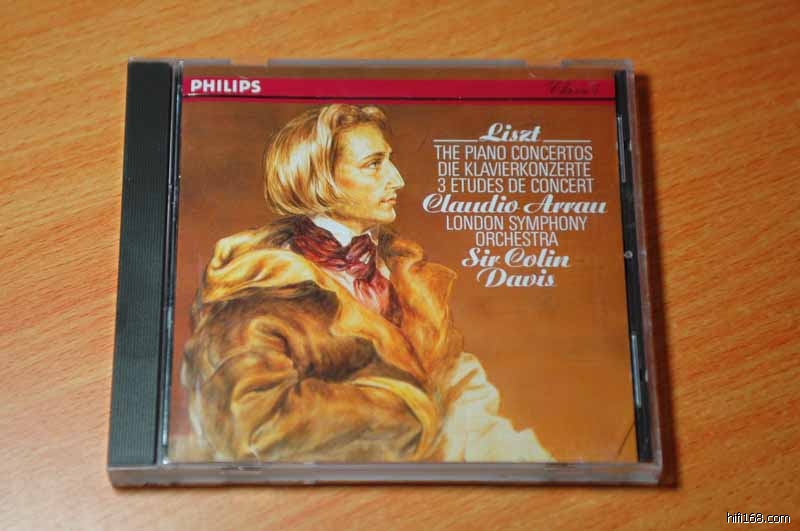 PHILIPS
Liszt
THE PIANO CONCERTOS
DIE KLAVIERKONZERTE
3 ETUDES DE CONCERT
Claudio Arrau
LONDON SYMPHONY
ORCHESTRA
Sir Colin
Davis
hifi168.com